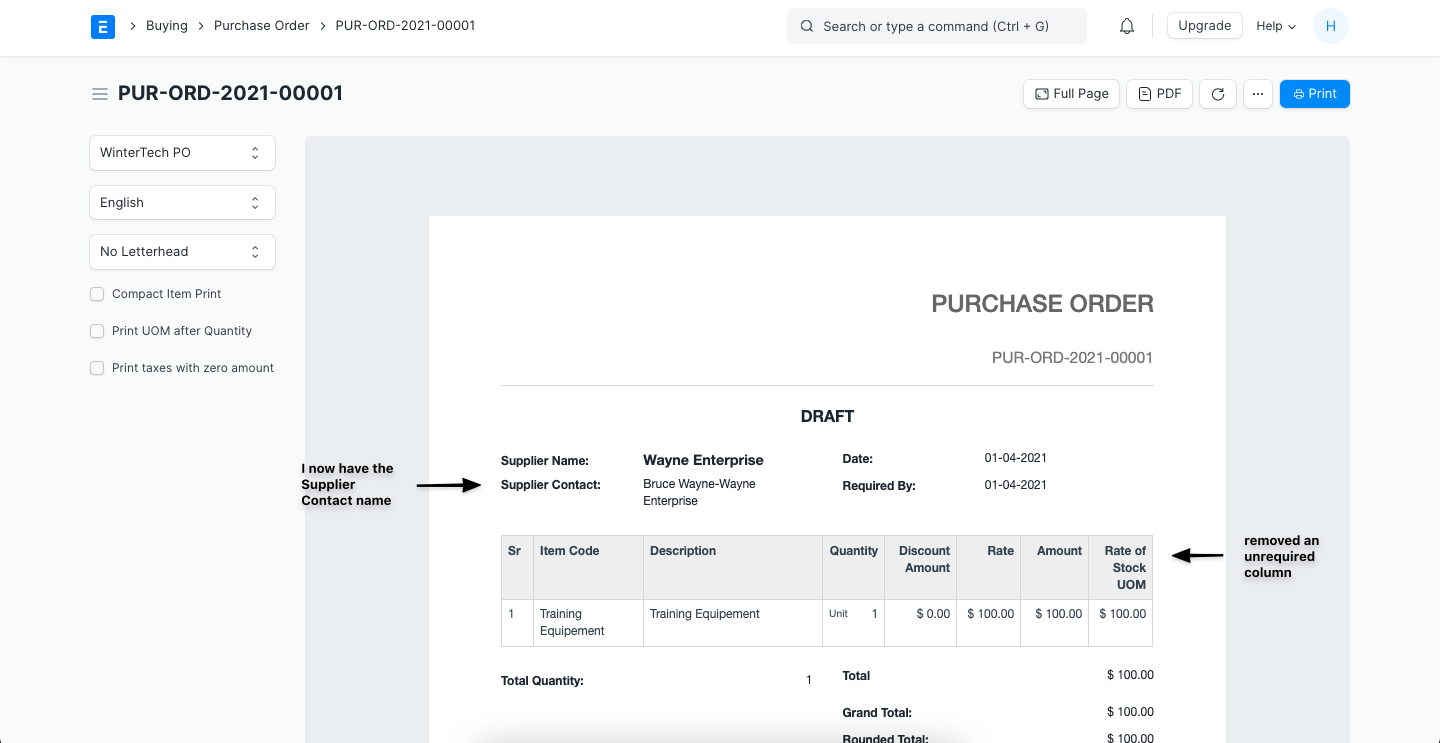 E
Buying
Purchase Order
PUR-ORD-2021-00001
Search or type a command (Ctrl + G)
Upgrade
Help
H
PUR-ORD-2021-00001
Full Page
PDF
Print
WinterTech PO
English
No Letterhead
Compact Item Print
Print UOM after Quantity
Print taxes with zero amount
PURCHASE ORDER
PUR-ORD-2021-00001
DRAFT
I now have the
Supplier
Contact name
Supplier Name: Wayne Enterprise
Supplier Contact: Bruce Wayne-Wayne
Enterprise
Date: 01-04-2021
Required By: 01-04-2021
removed an
unrequired
column
Sr Item Code Description Quantity Discount Rate Amount Rate of
Amount Stock
UOM
1 Training Training Equipement Unit 1 $ 0.00 $ 100.00 $ 100.00 $ 100.00
Equipement
Total Quantity: 1
Total $ 100.00
Grand Total: $ 100.00
Rounded Total: $ 100.00